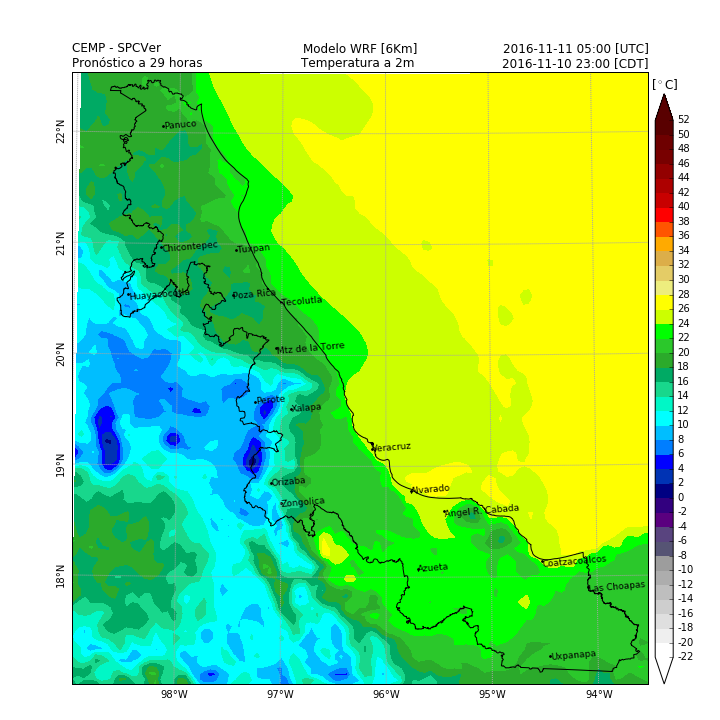 CEMP - SPCVer Modelo WRF [6Km] 2016-11-11 05:00 [UTC]
Pronóstico a 29 horas Temperatura a 2m 2016-11-10 23:00 [CDT]
[°C]
52
50
48
46
44
42
40
38
36
34
32
30
28
26
24
22
20
18
16
14
12
10
8
6
4
2
0
-2
-4
-6
-8
-10
-12
-14
-16
-18
-20
-22
22°N
21°N
20°N
19°N
18°N
Panuco
Chicontepec
Tuxpan
Huayacocotla
Poza Rica
Tecolutla
Mtz de la Torre
Perote
Xalapa
Veracruz
Orizaba
Alvarado
Zongolica
Angel R. Cabada
Azueta
Coatzacoalcos
Las Choapas
Uxpanapa
98°W 97°W 96°W 95°W 94°W